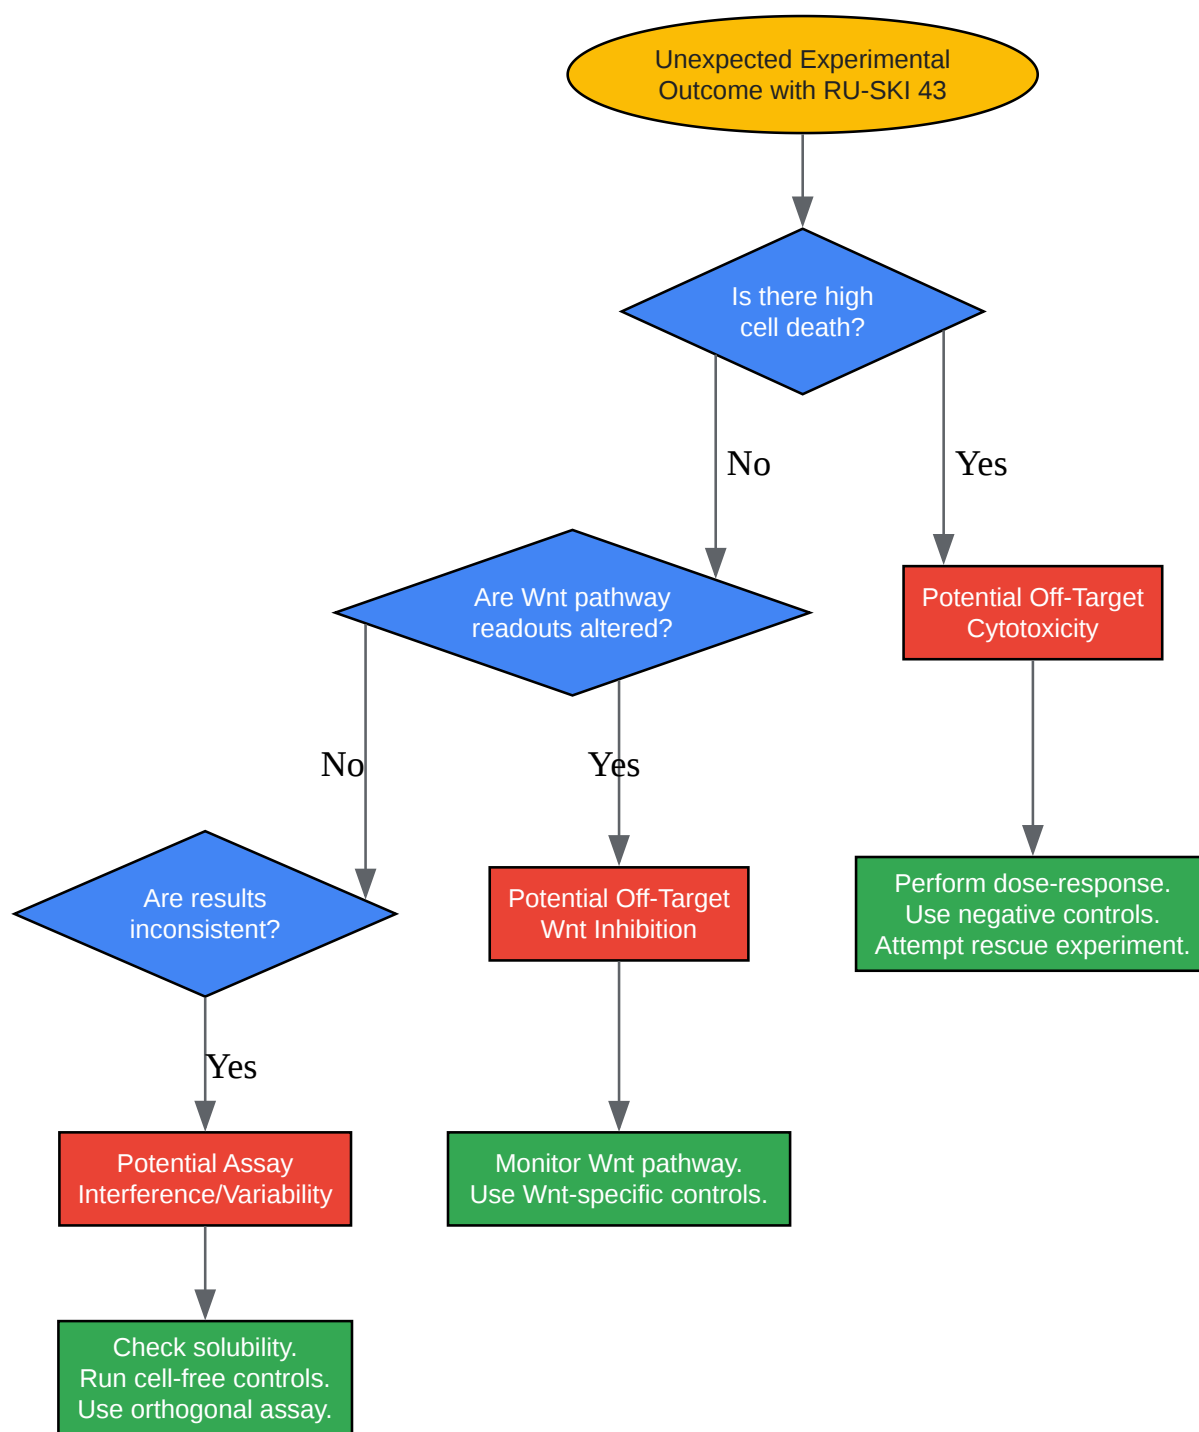 Unexpected Experimental
Outcome with RU-SKI 43
Is there high
cell death?
No
Yes
Are Wnt pathway
readouts altered?
Potential Off-Target
Cytotoxicity
No
Yes
Are results
inconsistent?
Potential Off-Target
Wnt Inhibition
Perform dose-response.
Use negative controls.
Attempt rescue experiment.
Yes
Potential Assay
Interference/Variability
Monitor Wnt pathway.
Use Wnt-specific controls.
Check solubility.
Run cell-free controls.
Use orthogonal assay.